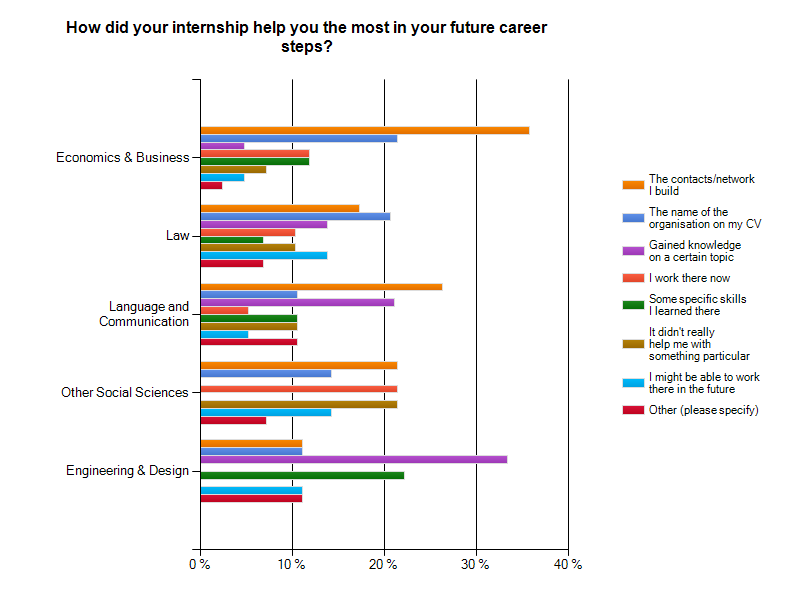 How did your internship help you the most in your future career
steps?
Economics & Business
Law
Language and
Communication
Other Social Sciences
Engineering & Design
0 %
10 %
20 %
30 %
40 %
The contacts/network
I build
The name of the
organisation on my CV
Gained knowledge
on a certain topic
I work there now
Some specific skills
I learned there
It didn't really
help me with
something particular
I might be able to work
there in the future
Other (please specify)